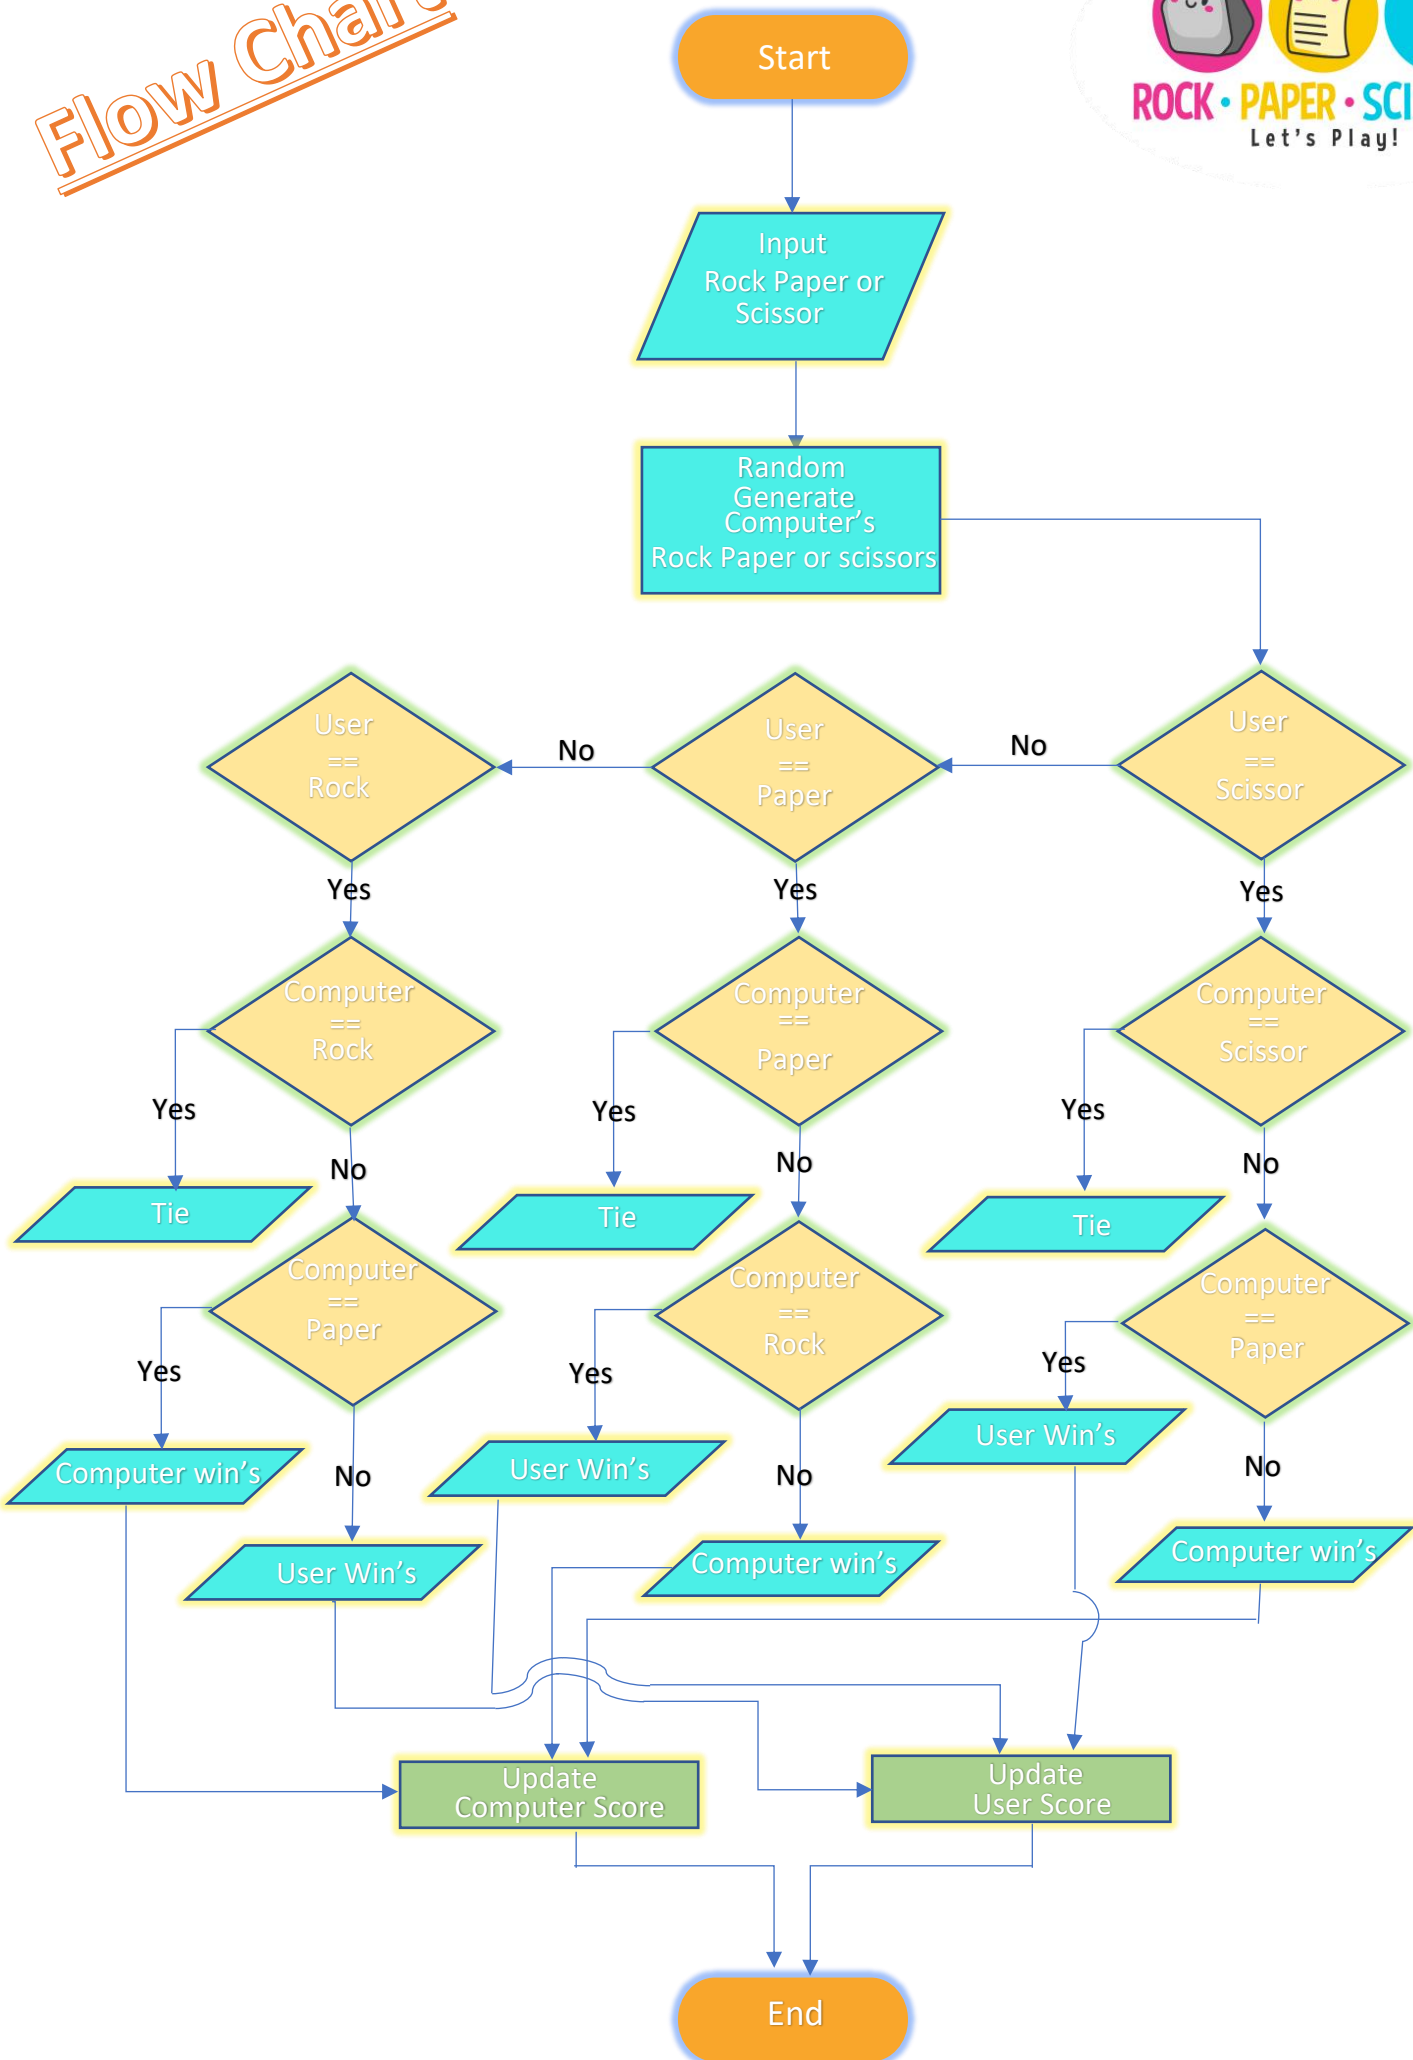 Flow Chart
ROCK • PAPER • SCI
Let's Play!
Start
Input
Rock Paper or
Scissor
Random
Generate
Computer's
Rock Paper or scissors
User
==
Rock
No
User
==
Paper
No
User
==
Scissor
Yes
Yes
Yes
Computer
==
Rock
Computer
==
Paper
Computer
==
Scissor
Yes
No
Yes
No
Yes
No
Tie
Tie
Tie
Computer
==
Paper
Computer
==
Rock
Computer
==
Paper
Yes
No
Yes
No
Yes
No
Computer win's
User Win's
User Win's
Computer win's
User Win's
Computer win's
Update
Computer Score
Update
User Score
End